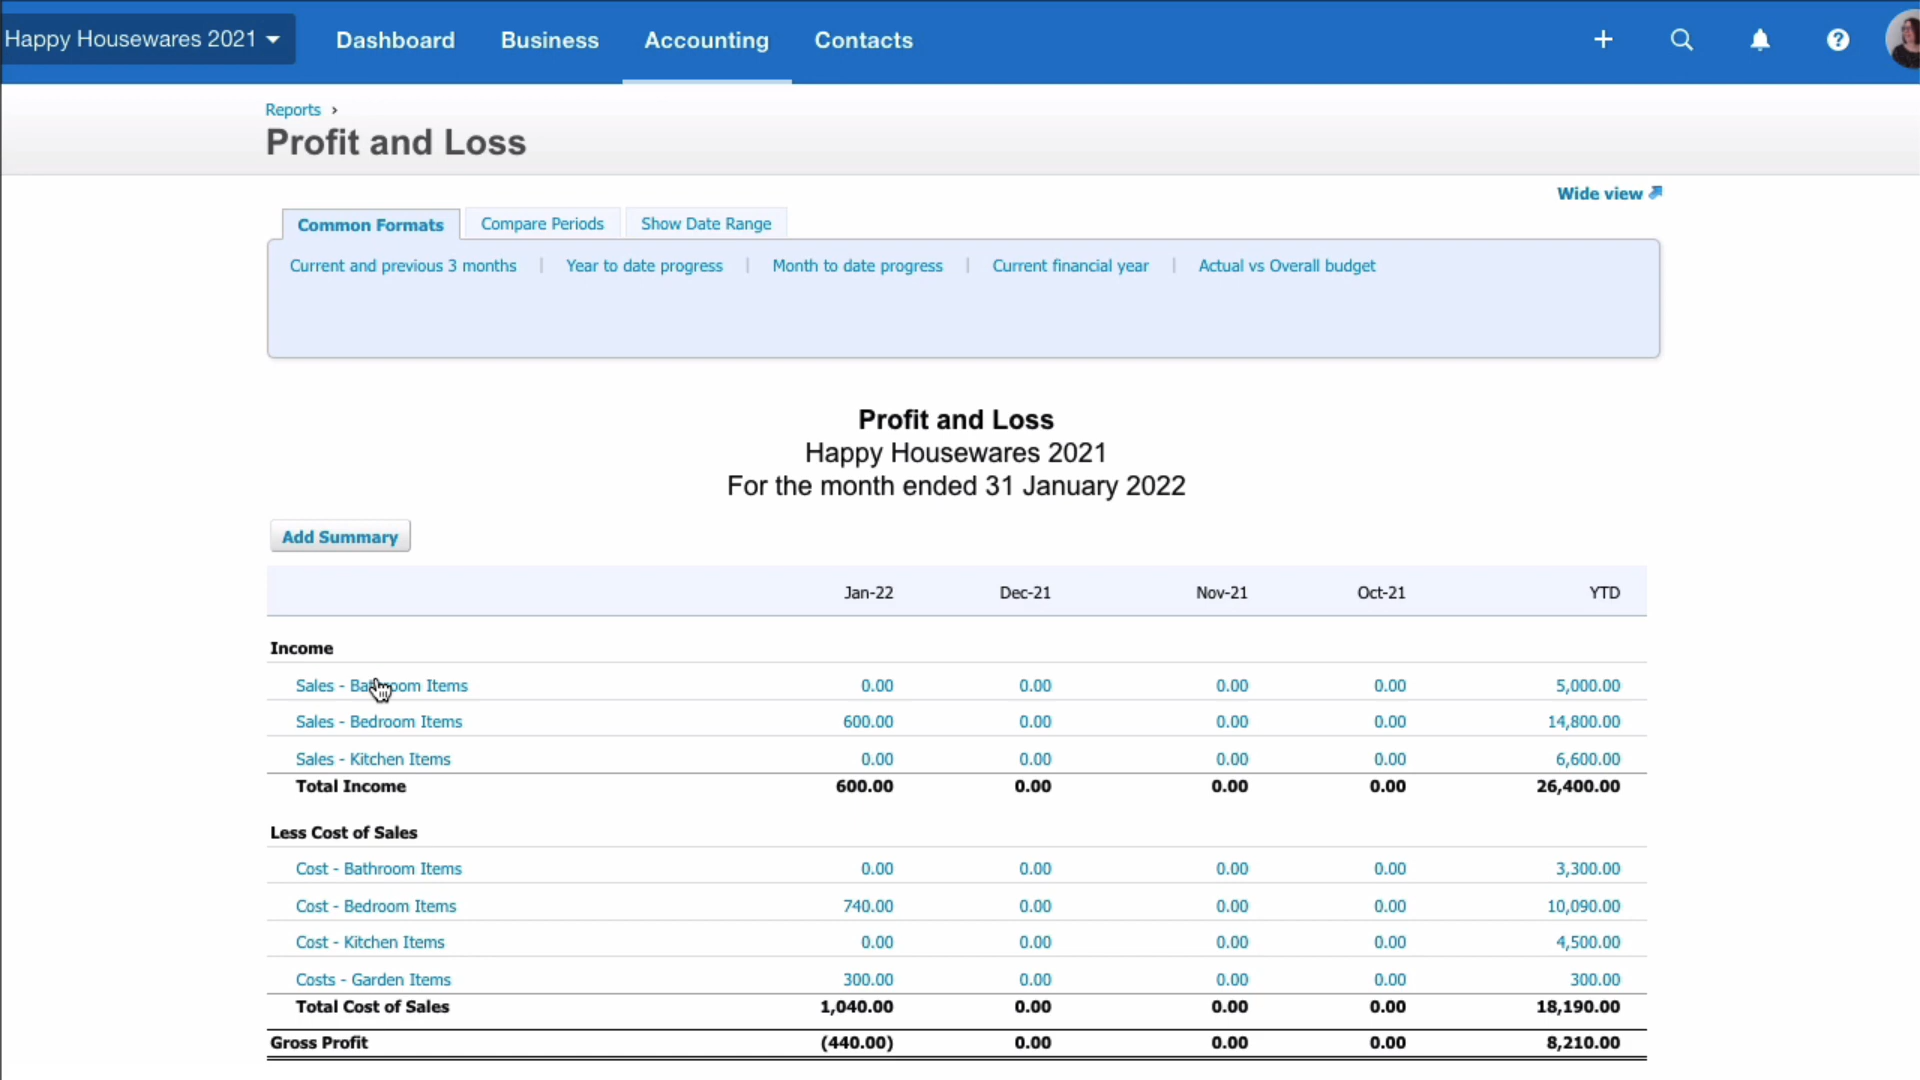 Happy Housewares 2021 Dashboard Business Accounting Contacts
Reports ›
Profit and Loss
Wide view
Common Formats Compare Periods Show Date Range
Current and previous 3 months | Year to date progress | Month to date progress | Current financial year | Actual vs Overall budget
Profit and Loss
Happy Housewares 2021
For the month ended 31 January 2022
Add Summary
Jan-22 Dec-21 Nov-21 Oct-21 YTD
Income
Sales - Bathroom Items 0.00 0.00 0.00 0.00 5,000.00
Sales - Bedroom Items 600.00 0.00 0.00 0.00 14,800.00
Sales - Kitchen Items 0.00 0.00 0.00 0.00 6,600.00
Total Income 600.00 0.00 0.00 0.00 26,400.00
Less Cost of Sales
Cost - Bathroom Items 0.00 0.00 0.00 0.00 3,300.00
Cost - Bedroom Items 740.00 0.00 0.00 0.00 10,090.00
Cost - Kitchen Items 0.00 0.00 0.00 0.00 4,500.00
Costs - Garden Items 300.00 0.00 0.00 0.00 300.00
Total Cost of Sales 1,040.00 0.00 0.00 0.00 18,190.00
Gross Profit (440.00) 0.00 0.00 0.00 8,210.00